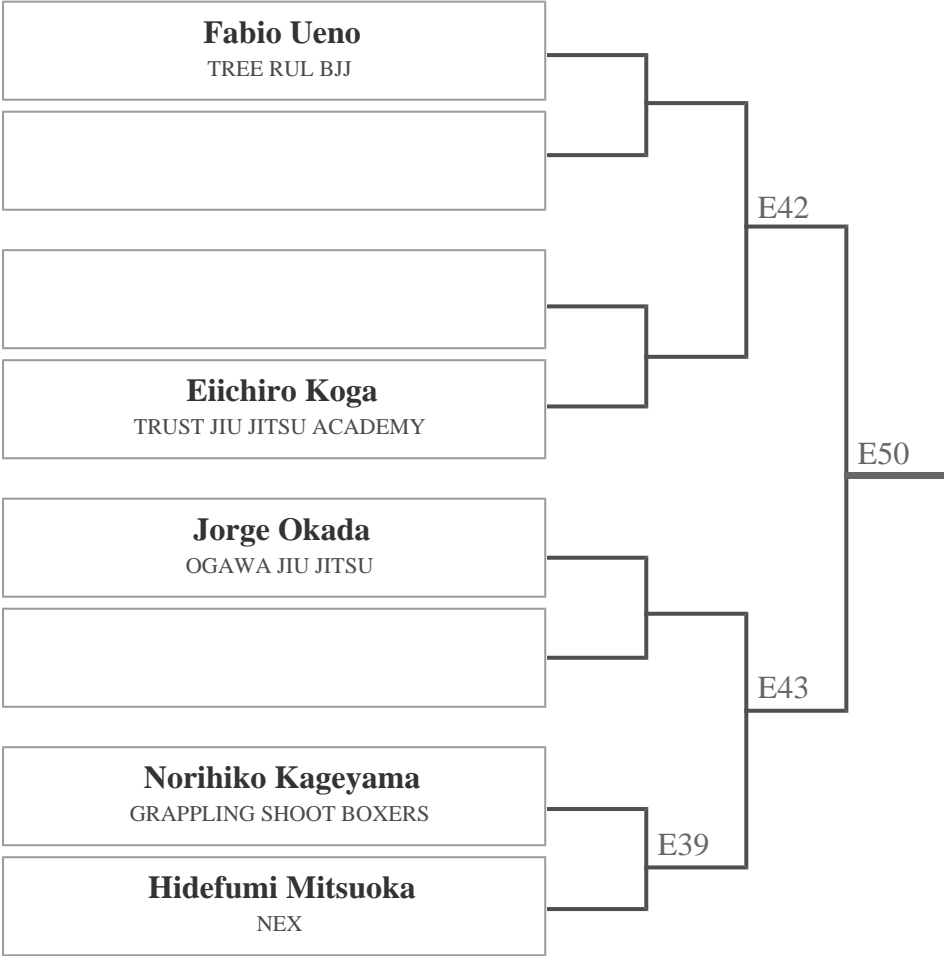 Fabio Ueno
TREE RUL BJJ
E42
Eiichiro Koga
TRUST JIU JITSU ACADEMY
E50
Jorge Okada
OGAWA JIU JITSU
E43
Norihiko Kageyama
GRAPPLING SHOOT BOXERS
E39
Hidefumi Mitsuoka
NEX